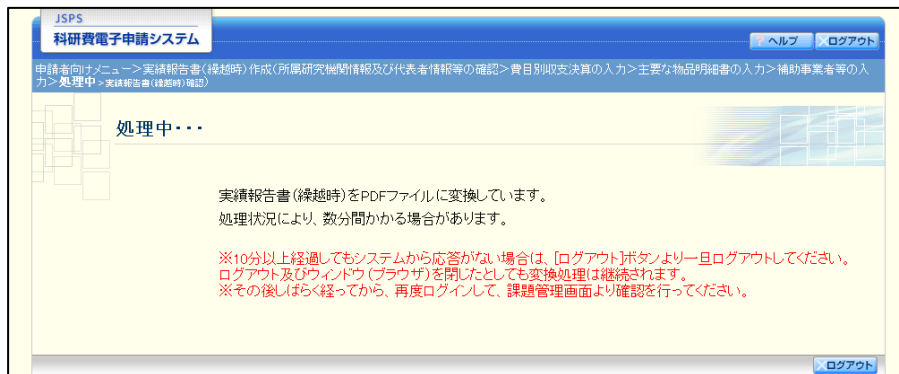 JSPS
科研費電子申請システム
ヘルプ
ログアウト
申請者向けメニュー>実績報告書(繰越時)作成(所属研究機関情報及び代表者情報等の確認>費目別収支決算の入力>主要な物品明細書の入力>補助事業者等の入
力>処理中>実績報告書(繰越時)確認)
処理中・・・
実績報告書(繰越時)をPDFファイルに変換しています。
処理状況により、数分間かかる場合があります。
※10分以上経過してもシステムから応答がない場合は、[ログアウト]ボタンより一旦ログアウトしてください。
ログアウト及びウィンドウ(ブラウザ)を閉じたとしても変換処理は継続されます。
※その後しばらく経ってから、再度ログインして、課題管理画面より確認を行ってください。
ログアウト